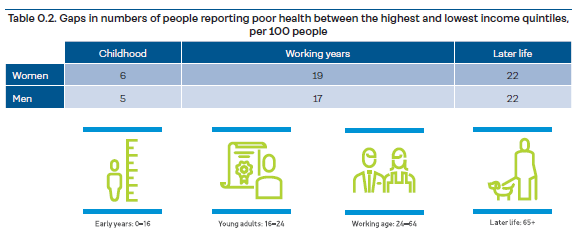 Table 0.2. Gaps in numbers of people reporting poor health between the highest and lowest income quintiles,
per 100 people
Childhood Working years Later life
Women 6 19 22
Men 5 17 22
Early years: 0–16 Young adults: 16–24 Working age: 24–64 Later life: 65+